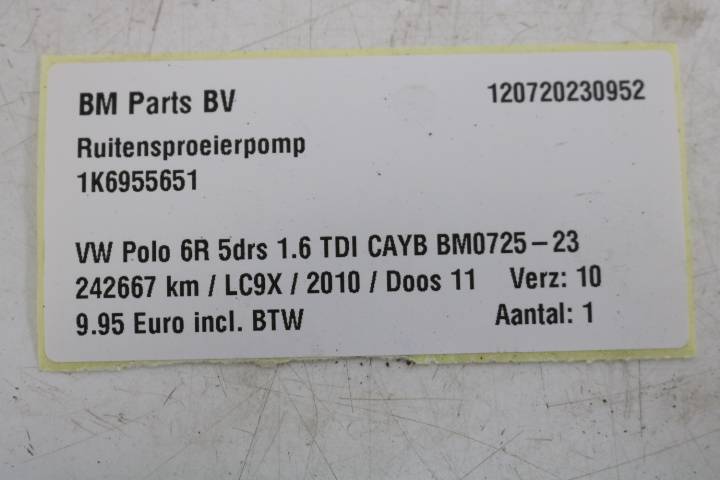 BM Parts BV 120720230952
Ruitensproeierpomp
1K6955651
VW Polo 6R 5drs 1.6 TDI CAYB BM0725-23
242667 km / LC9X / 2010 / Doos 11 Verz: 10
9.95 Euro incl. BTW Aantal: 1